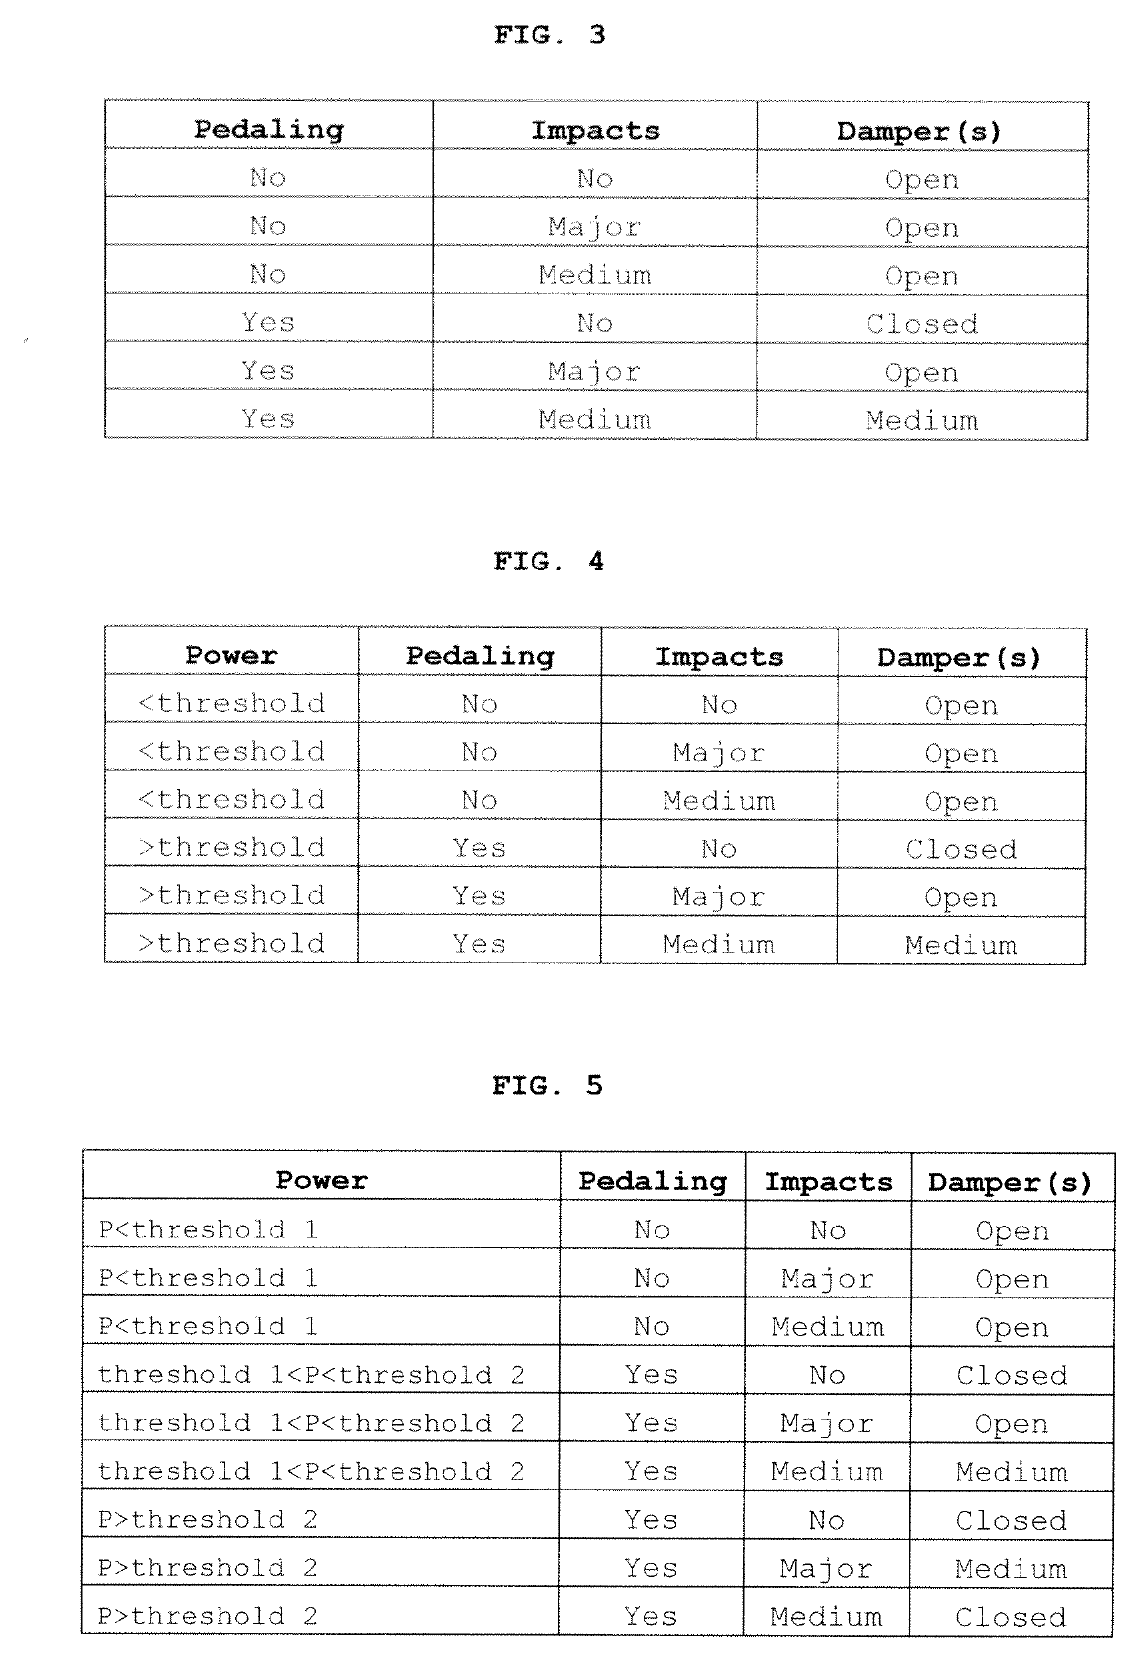 FIG. 3
Pedaling Impacts Damper(s)
No No Open
No Major Open
No Medium Open
Yes No Closed
Yes Major Open
Yes Medium Medium
FIG. 4
Power Pedaling Impacts Damper(s)
<threshold No No Open
<threshold No Major Open
<threshold No Medium Open
>threshold Yes No Closed
>threshold Yes Major Open
>threshold Yes Medium Medium
FIG. 5
Power Pedaling Impacts Damper(s)
P<threshold 1 No No Open
P<threshold 1 No Major Open
P<threshold 1 No Medium Open
threshold 1<P<threshold 2 Yes No Closed
threshold 1<P<threshold 2 Yes Major Open
threshold 1<P<threshold 2 Yes Medium Medium
P>threshold 2 Yes No Closed
P>threshold 2 Yes Major Medium
P>threshold 2 Yes Medium Closed